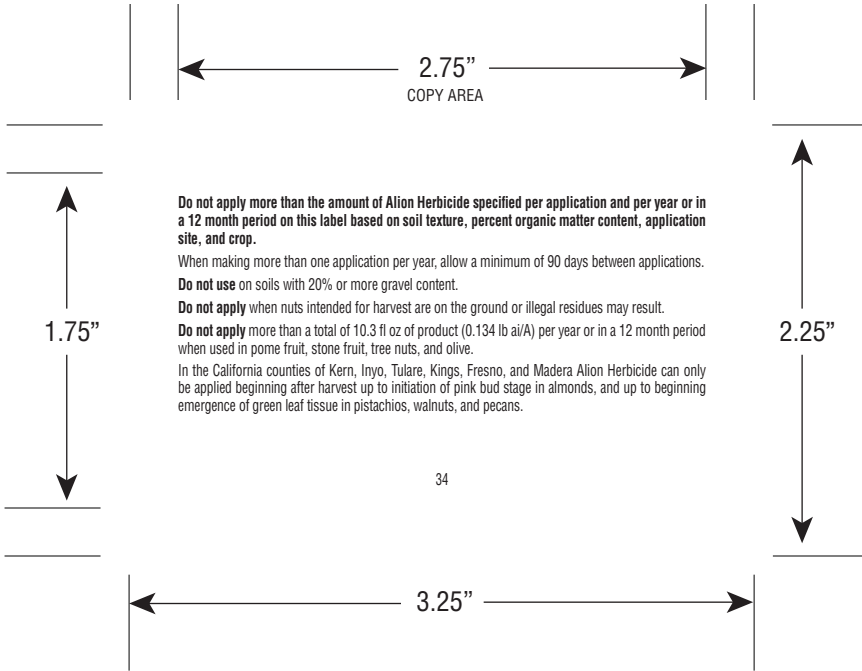 2.75”
COPY AREA
Do not apply more than the amount of Alion Herbicide specified per application and per year or in
a 12 month period on this label based on soil texture, percent organic matter content, application
site, and crop.
When making more than one application per year, allow a minimum of 90 days between applications.
Do not use on soils with 20% or more gravel content.
Do not apply when nuts intended for harvest are on the ground or illegal residues may result.
1.75”
2.25”
Do not apply more than a total of 10.3 fl oz of product (0.134 lb ai/A) per year or in a 12 month period
when used in pome fruit, stone fruit, tree nuts, and olive.
In the California counties of Kern, Inyo, Tulare, Kings, Fresno, and Madera Alion Herbicide can only
be applied beginning after harvest up to initiation of pink bud stage in almonds, and up to beginning
emergence of green leaf tissue in pistachios, walnuts, and pecans.
34
3.25”